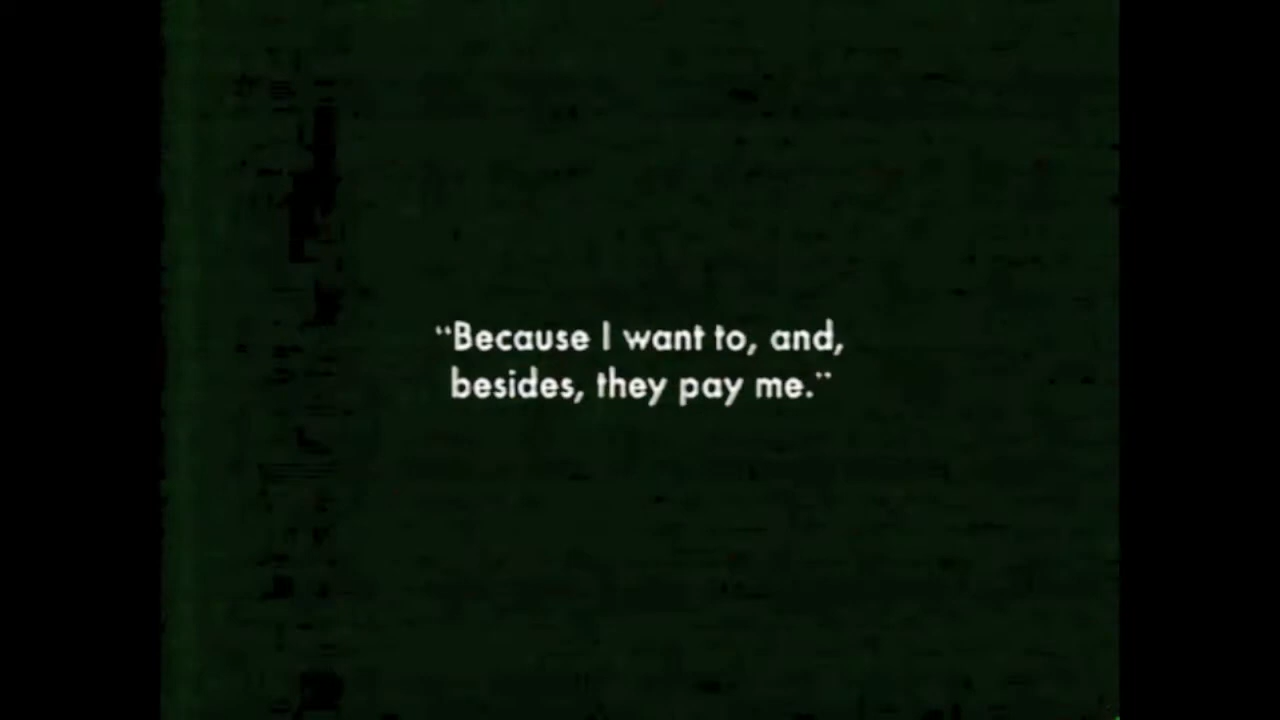 “Because I want to, and,
besides, they pay me.”